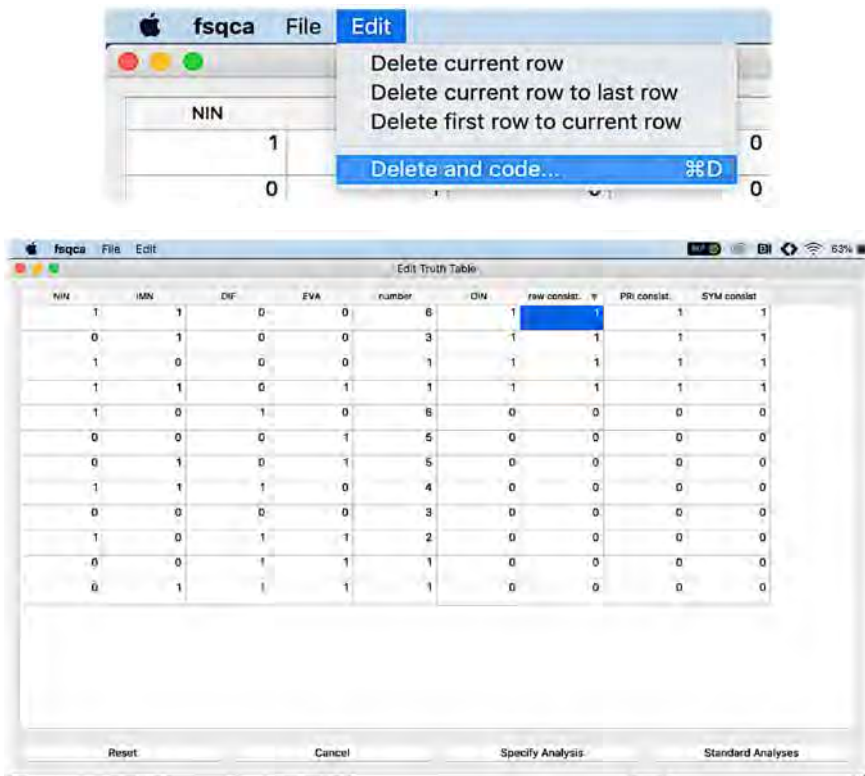 fsqca File Edit
Delete current row
Delete current row to last row
NIN Delete first row to current row
1 0
Delete and code... ⌘D
0 0
fsqca File Edit 63%
Edit Truth Table
NIN IMN DIF EVA number OIN raw consist. PRI consist. SYM consist
1 1 0 0 6 1 1 1 1
0 1 0 0 3 1 1 1 1
1 0 0 0 1 1 1 1 1
1 1 0 1 1 1 1 1 1
1 0 1 0 6 0 0 0 0
0 0 0 1 5 0 0 0 0
0 1 0 1 5 0 0 0 0
1 1 1 0 4 0 0 0 0
0 0 0 0 3 0 0 0 0
1 0 1 1 2 0 0 0 0
0 0 1 1 1 0 0 0 0
0 1 1 1 1 0 0 0 0
Reset Cancel Specify Analysis Standard Analyses